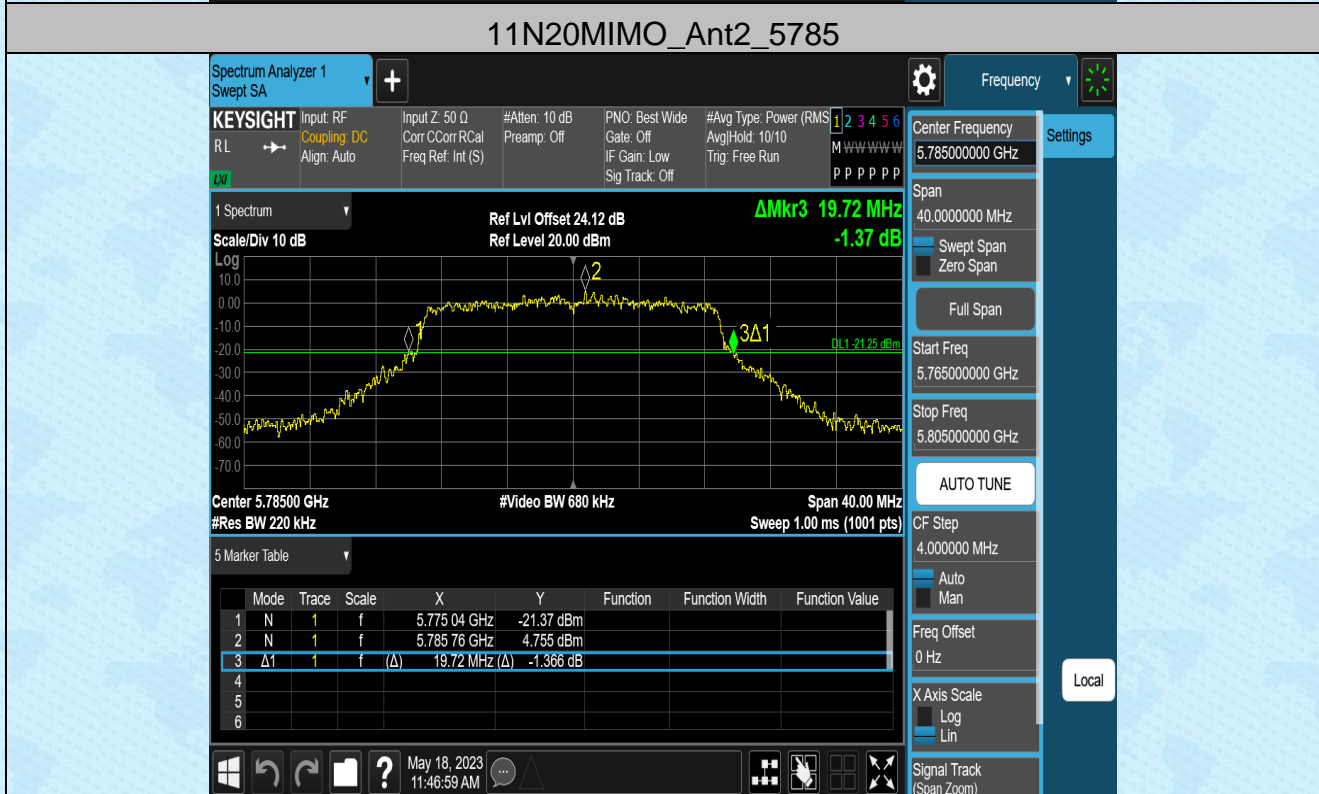 11N20MIMO_Ant2_5785
Spectrum Analyzer 1
Swept SA
+
Frequency
KEYSIGHT
RL
LXI
Input: RF
Coupling: DC
Align: Auto
Input Z: 50 Ω
Corr CCorr RCal
Freq Ref: Int (S)
#Atten: 10 dB
Preamp: Off
PNO: Best Wide
Gate: Off
IF Gain: Low
Sig Track: Off
#Avg Type: Power (RMS
Avg|Hold: 10/10
Trig: Free Run
1 2 3 4 5 6
M W W W W W
P P P P P P
1 Spectrum
Scale/Div 10 dB
Ref Lvl Offset 24.12 dB
Ref Level 20.00 dBm
ΔMkr3 19.72 MHz
-1.37 dB
Log
10.0
0.00
-10.0
-20.0
-30.0
-40.0
-50.0
-60.0
-70.0
1
2
3Δ1
DL1 -21.25 dBm
Center 5.78500 GHz
#Res BW 220 kHz
#Video BW 680 kHz
Span 40.00 MHz
Sweep 1.00 ms (1001 pts)
5 Marker Table
Mode Trace Scale X Y Function Function Width Function Value
1 N 1 f 5.775 04 GHz -21.37 dBm
2 N 1 f 5.785 76 GHz 4.755 dBm
3 Δ1 1 f (Δ) 19.72 MHz (Δ) -1.366 dB
4
5
6
May 18, 2023
11:46:59 AM
?
Center Frequency
5.785000000 GHz
Settings
Span
40.0000000 MHz
Swept Span
Zero Span
Full Span
Start Freq
5.765000000 GHz
Stop Freq
5.805000000 GHz
AUTO TUNE
CF Step
4.000000 MHz
Auto
Man
Freq Offset
0 Hz
X Axis Scale
Log
Lin
Local
Signal Track
(Span Zoom)